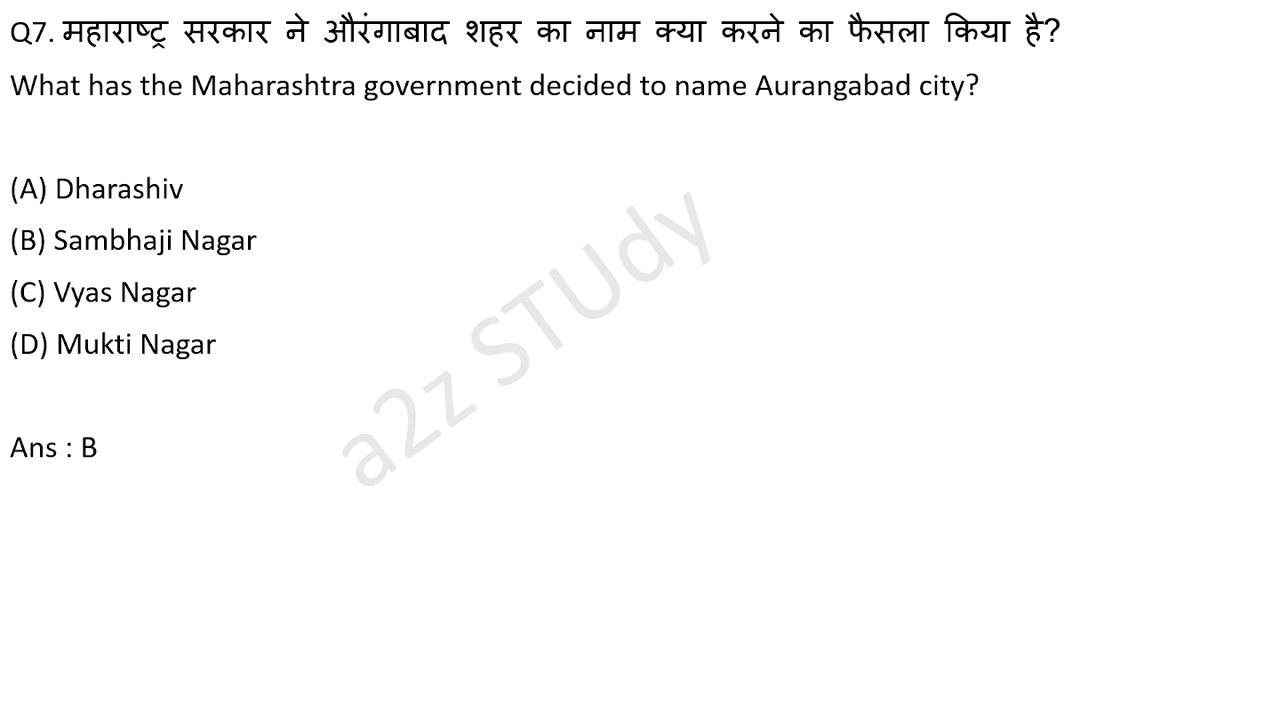 Q7. महाराष्ट्र सरकार ने औरंगाबाद शहर का नाम क्या करने का फैसला किया है?
What has the Maharashtra government decided to name Aurangabad city?
(A) Dharashiv
(B) Sambhaji Nagar
(C) Vyas Nagar
(D) Mukti Nagar
Ans : B
a2z STUdy